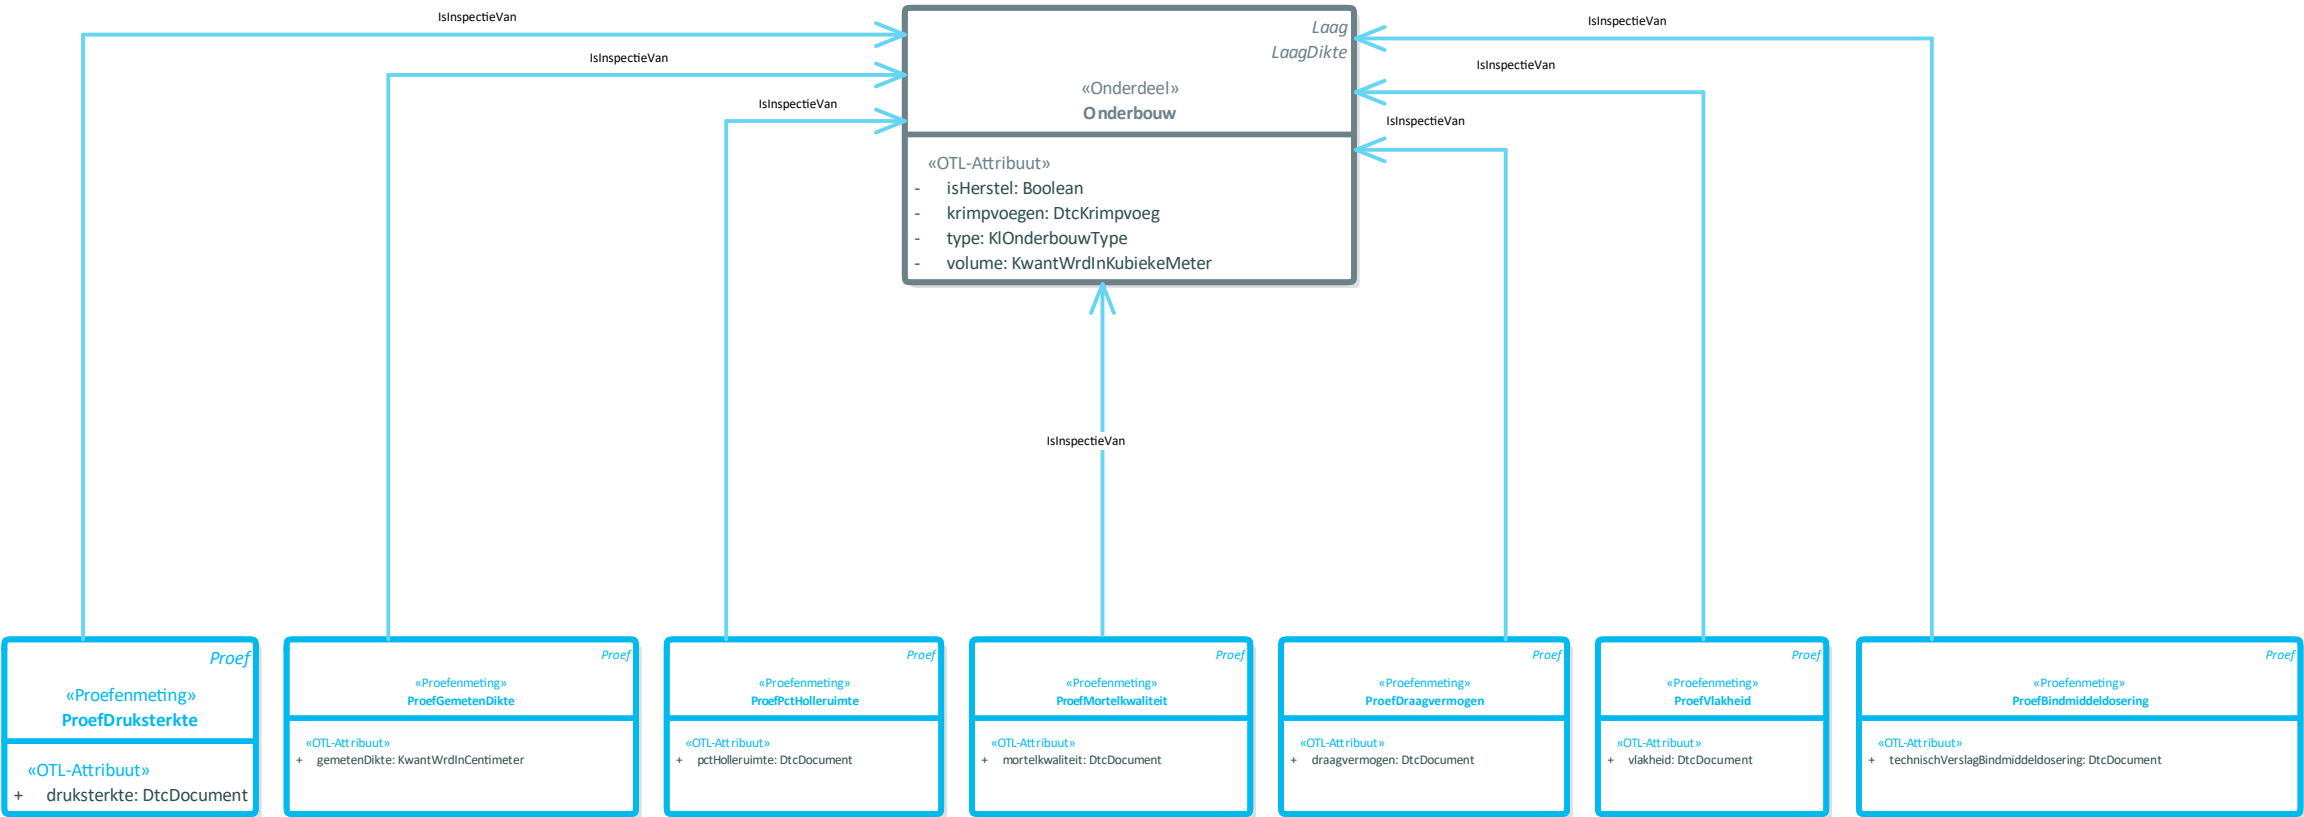 IsInspectieVan
IsInspectieVan
IsInspectieVan
IsInspectieVan
IsInspectieVan
IsInspectieVan
IsInspectieVan
Laag
LaagDikte
«Onderdeel»
Onderbouw
«OTL-Attribuut»
- isHerstel: Boolean
- krimpvoegen: DtcKrimpvoeg
- type: KlOnderbouwType
- volume: KwantWrdInKubiekeMeter
Proef
«Proefenmeting»
ProefDruksterkte
«OTL-Attribuut»
+ druksterkte: DtcDocument
Proef
«Proefenmeting»
ProefGemetenDikte
«OTL-Attribuut»
+ gemetenDikte: KwantWrdInCentimeter
Proef
«Proefenmeting»
ProefPctHolleruimte
«OTL-Attribuut»
+ pctHolleruimte: DtcDocument
Proef
«Proefenmeting»
ProefMortelkwaliteit
«OTL-Attribuut»
+ mortelkwaliteit: DtcDocument
Proef
«Proefenmeting»
ProefDraagvermogen
«OTL-Attribuut»
+ draagvermogen: DtcDocument
Proef
«Proefenmeting»
ProefVlakheid
«OTL-Attribuut»
+ vlakheid: DtcDocument
Proef
«Proefenmeting»
ProefBindmiddeldosering
«OTL-Attribuut»
+ technischVerslagBindmiddeldosering: DtcDocument